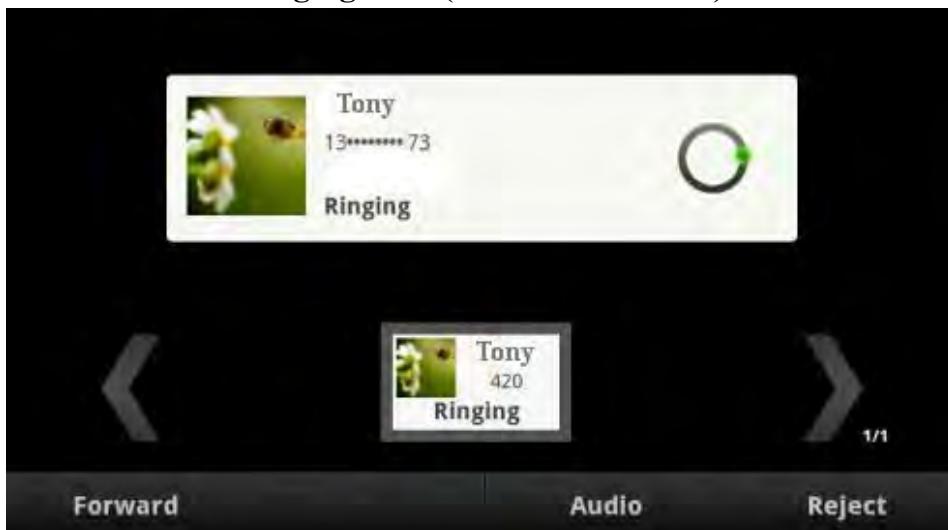 Tony
13•••••••• 73
Ringing
Tony
420
Ringing
1/1
Forward Audio Reject